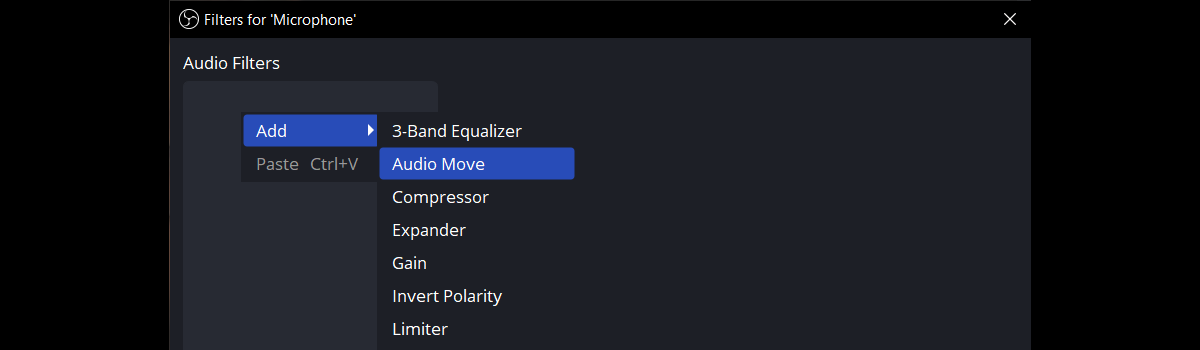 Filters for 'Microphone'
Audio Filters
Add
Paste Ctrl+V
3-Band Equalizer
Audio Move
Compressor
Expander
Gain
Invert Polarity
Limiter